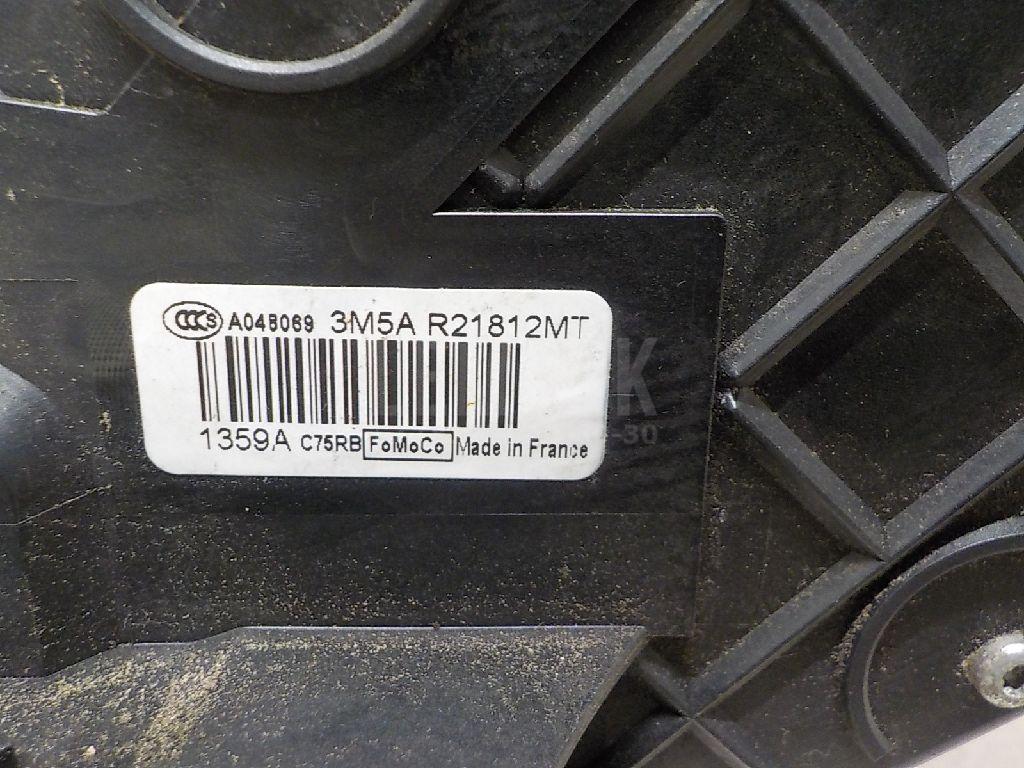 CCC S A048069 3M5A R21812MT
1359A C75RB FoMoCo Made in France